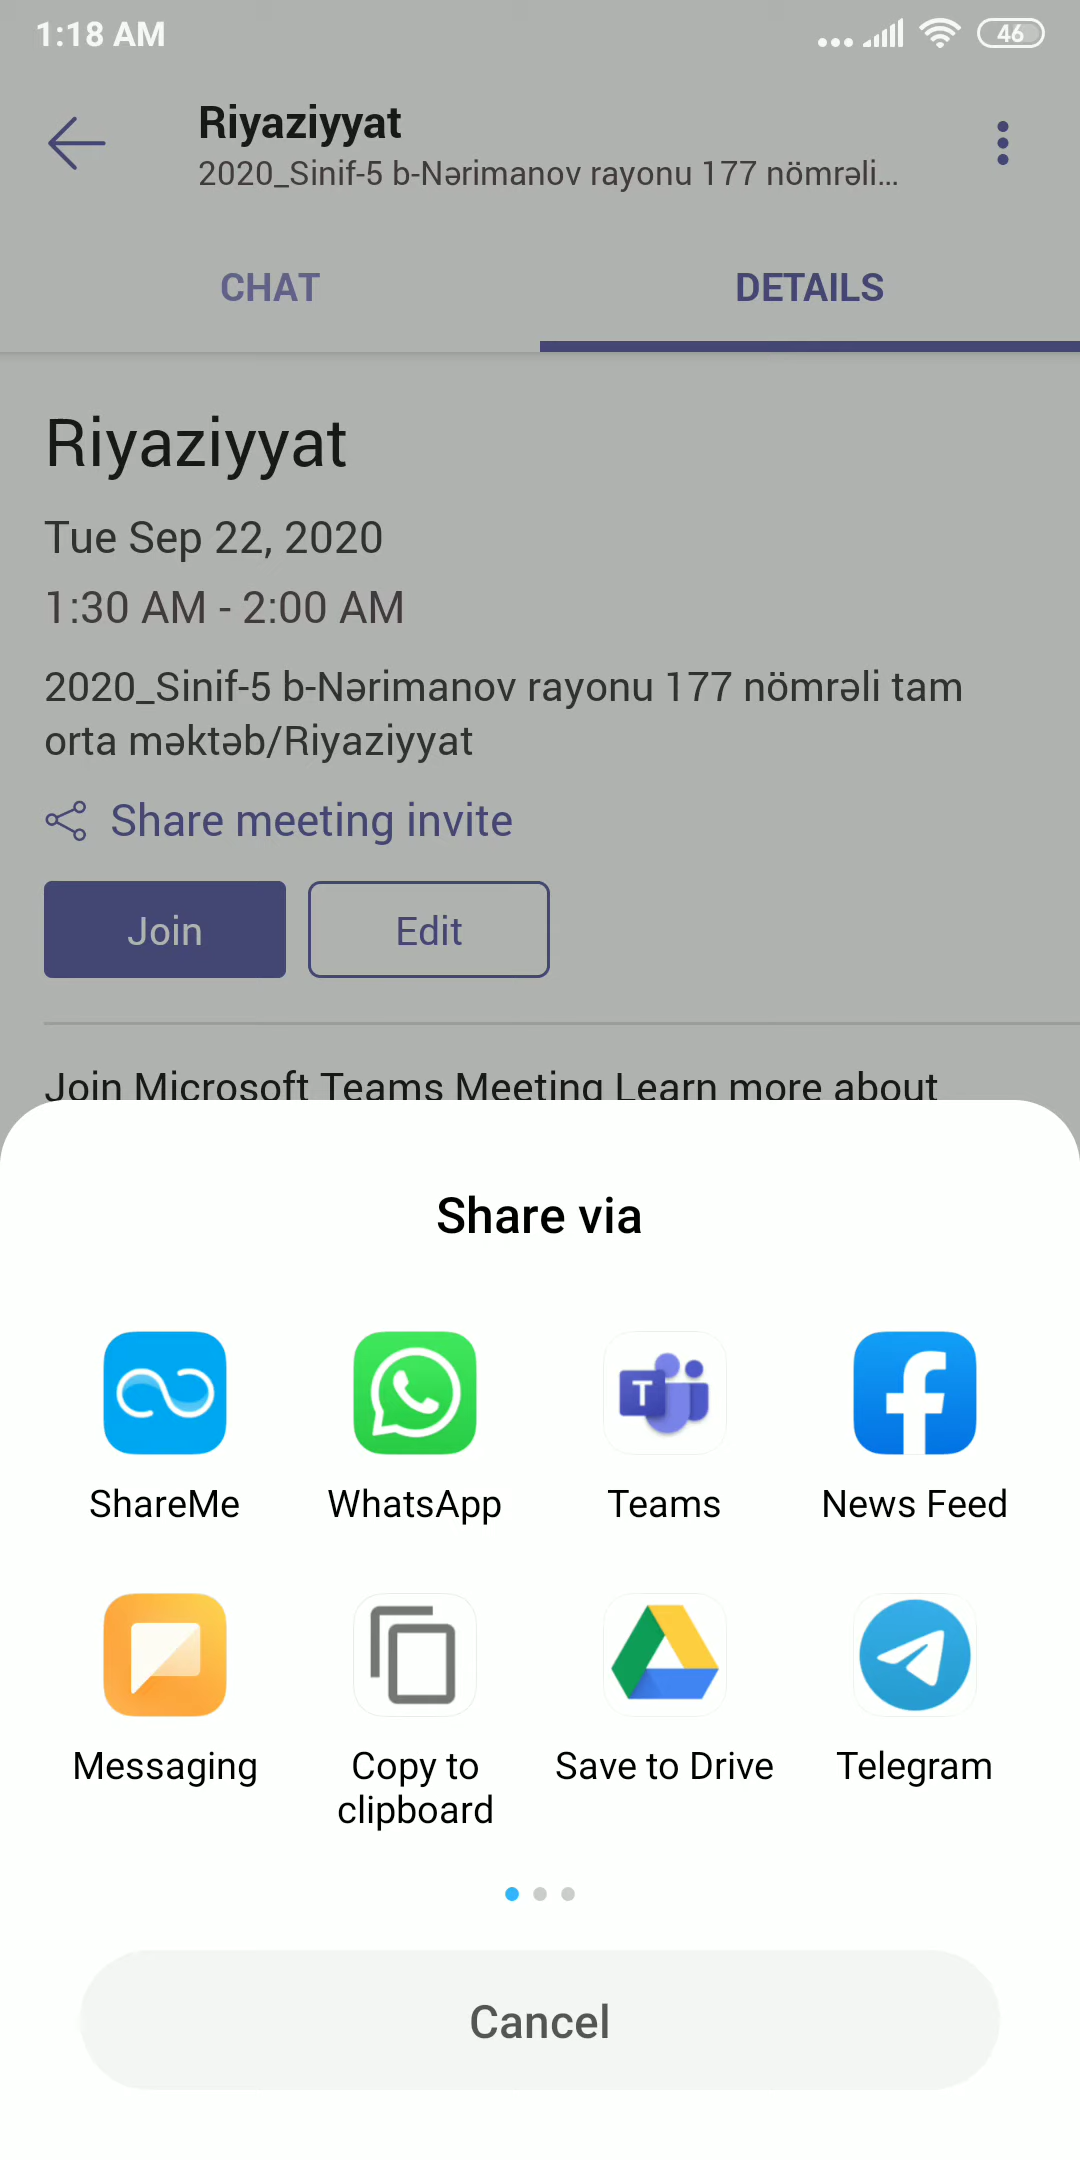 1:18 AM
46
Riyaziyyat
2020_Sinif-5 b-Nərimanov rayonu 177 nömrəli...
CHAT
DETAILS
Riyaziyyat
Tue Sep 22, 2020
1:30 AM - 2:00 AM
2020_Sinif-5 b-Nərimanov rayonu 177 nömrəli tam
orta məktəb/Riyaziyyat
Share meeting invite
Join
Edit
Join Microsoft Teams Meeting Learn more about
Share via
T
ShareMe
WhatsApp
Teams
News Feed
Messaging
Copy to
clipboard
Save to Drive
Telegram
Cancel